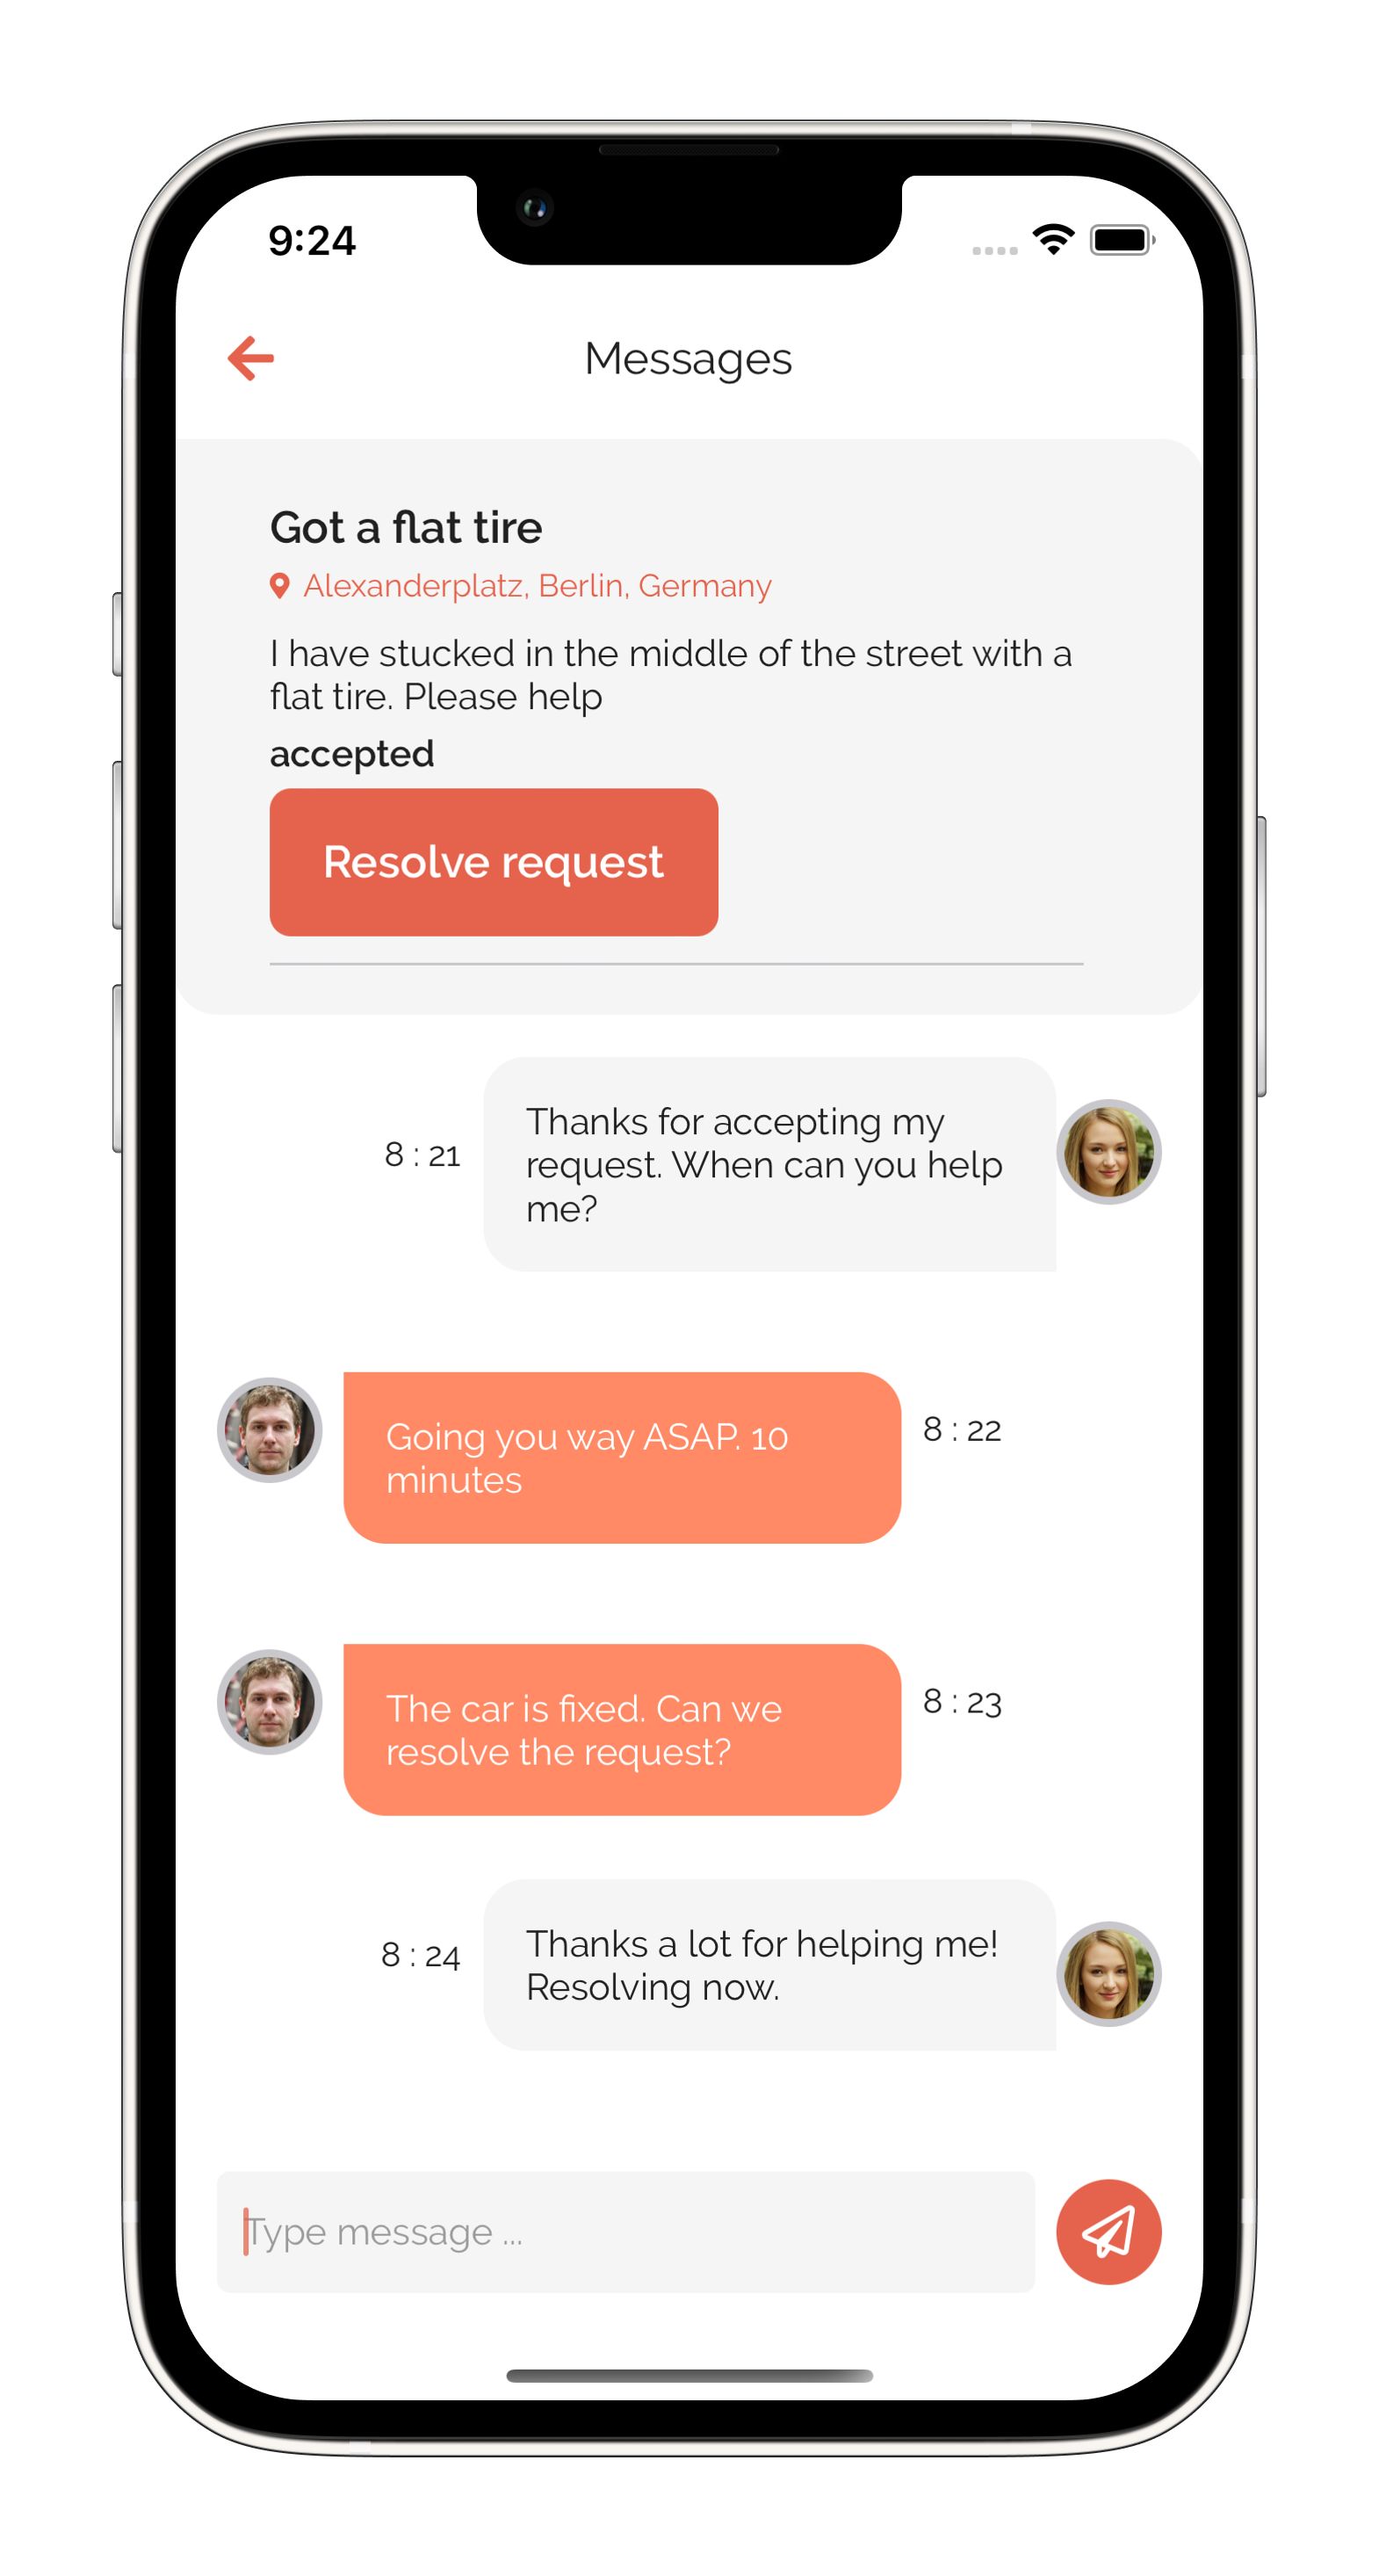 9:24
Messages
Got a flat tire
Alexanderplatz, Berlin, Germany
I have stucked in the middle of the street with a
flat tire. Please help
accepted
Resolve request
8 : 21
Thanks for accepting my
request. When can you help
me?
Going you way ASAP. 10
minutes
8 : 22
The car is fixed. Can we
resolve the request?
8 : 23
8 : 24
Thanks a lot for helping me!
Resolving now.
Type message ...